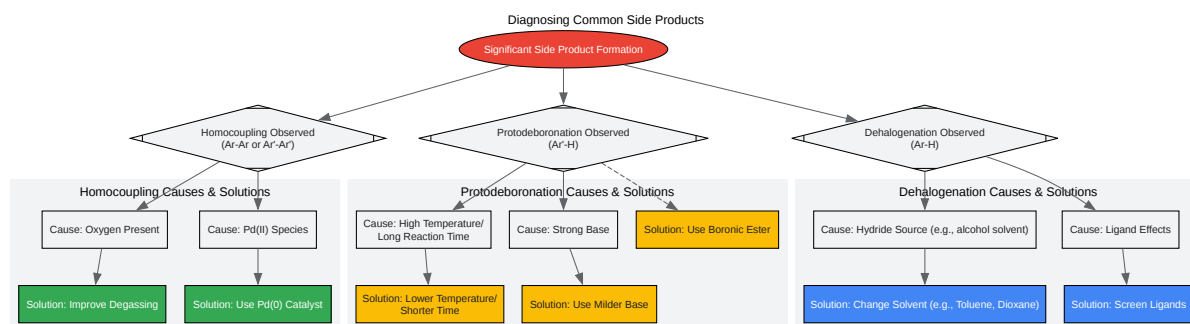 Diagnosing Common Side Products
Significant Side Product Formation
Homocoupling Observed
(Ar-Ar or Ar'-Ar')
Protodeboronation Observed
(Ar'-H)
Dehalogenation Observed
(Ar-H)
Homocoupling Causes & Solutions
Protodeboronation Causes & Solutions
Dehalogenation Causes & Solutions
Cause: Oxygen Present
Cause: Pd(II) Species
Cause: High Temperature/
Long Reaction Time
Cause: Strong Base
Solution: Use Boronic Ester
Cause: Hydride Source (e.g., alcohol solvent)
Cause: Ligand Effects
Solution: Improve Degassing
Solution: Use Pd(0) Catalyst
Solution: Lower Temperature/
Shorter Time
Solution: Use Milder Base
Solution: Change Solvent (e.g., Toluene, Dioxane)
Solution: Screen Ligands